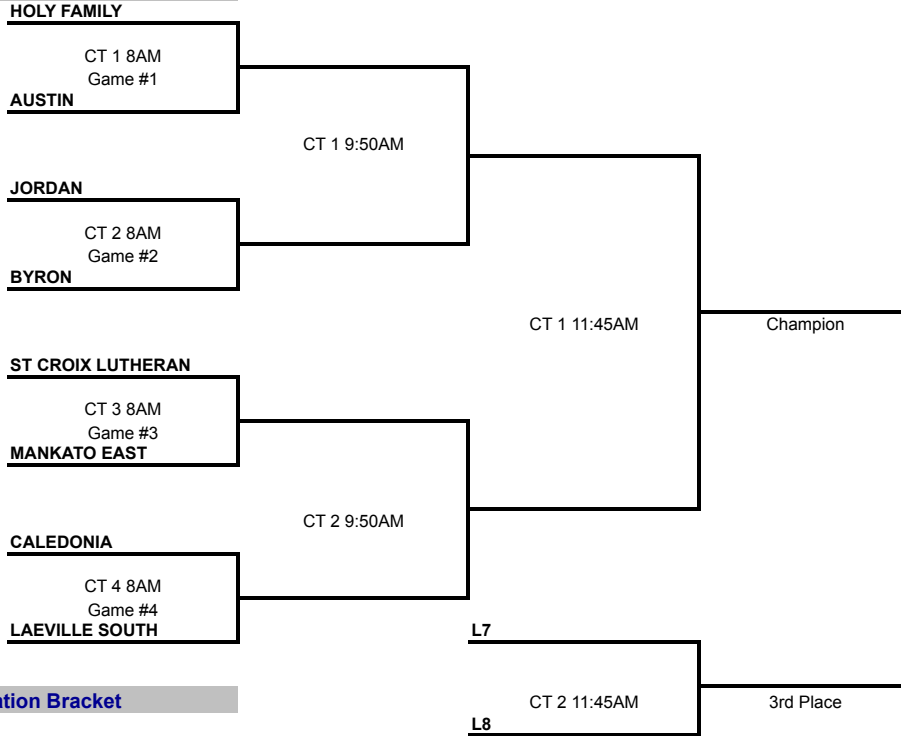 HOLY FAMILY
CT 1 8AM
Game #1
AUSTIN
CT 1 9:50AM
JORDAN
CT 2 8AM
Game #2
BYRON
CT 1 11:45AM
Champion
ST CROIX LUTHERAN
CT 3 8AM
Game #3
MANKATO EAST
CT 2 9:50AM
CALEDONIA
CT 4 8AM
Game #4
LAEVILLE SOUTH
L7
ation Bracket
CT 2 11:45AM
3rd Place
L8